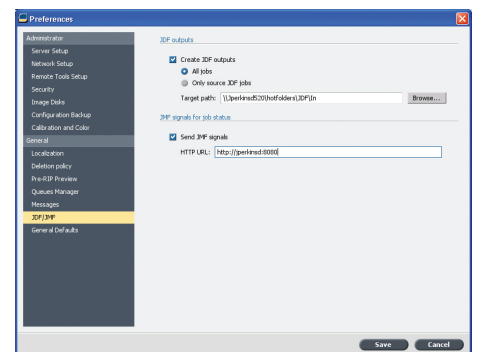 Preferences
Administrator
Server Setup
Network Setup
Remote Tools Setup
Security
Image Disks
Configuration Backup
Calibration and Color
General
Localization
Deletion policy
Pre-RIP Preview
Queues Manager
Messages
JDF/JMF
General Defaults
JDF outputs
Create JDF outputs
All jobs
Only source JDF jobs
Target path: \\Jperkinsd520\hotfolders\JDF\In
Browse...
JMF signals for job status
Send JMF signals
HTTP URL: http://jperkinsd:8080
Save
Cancel